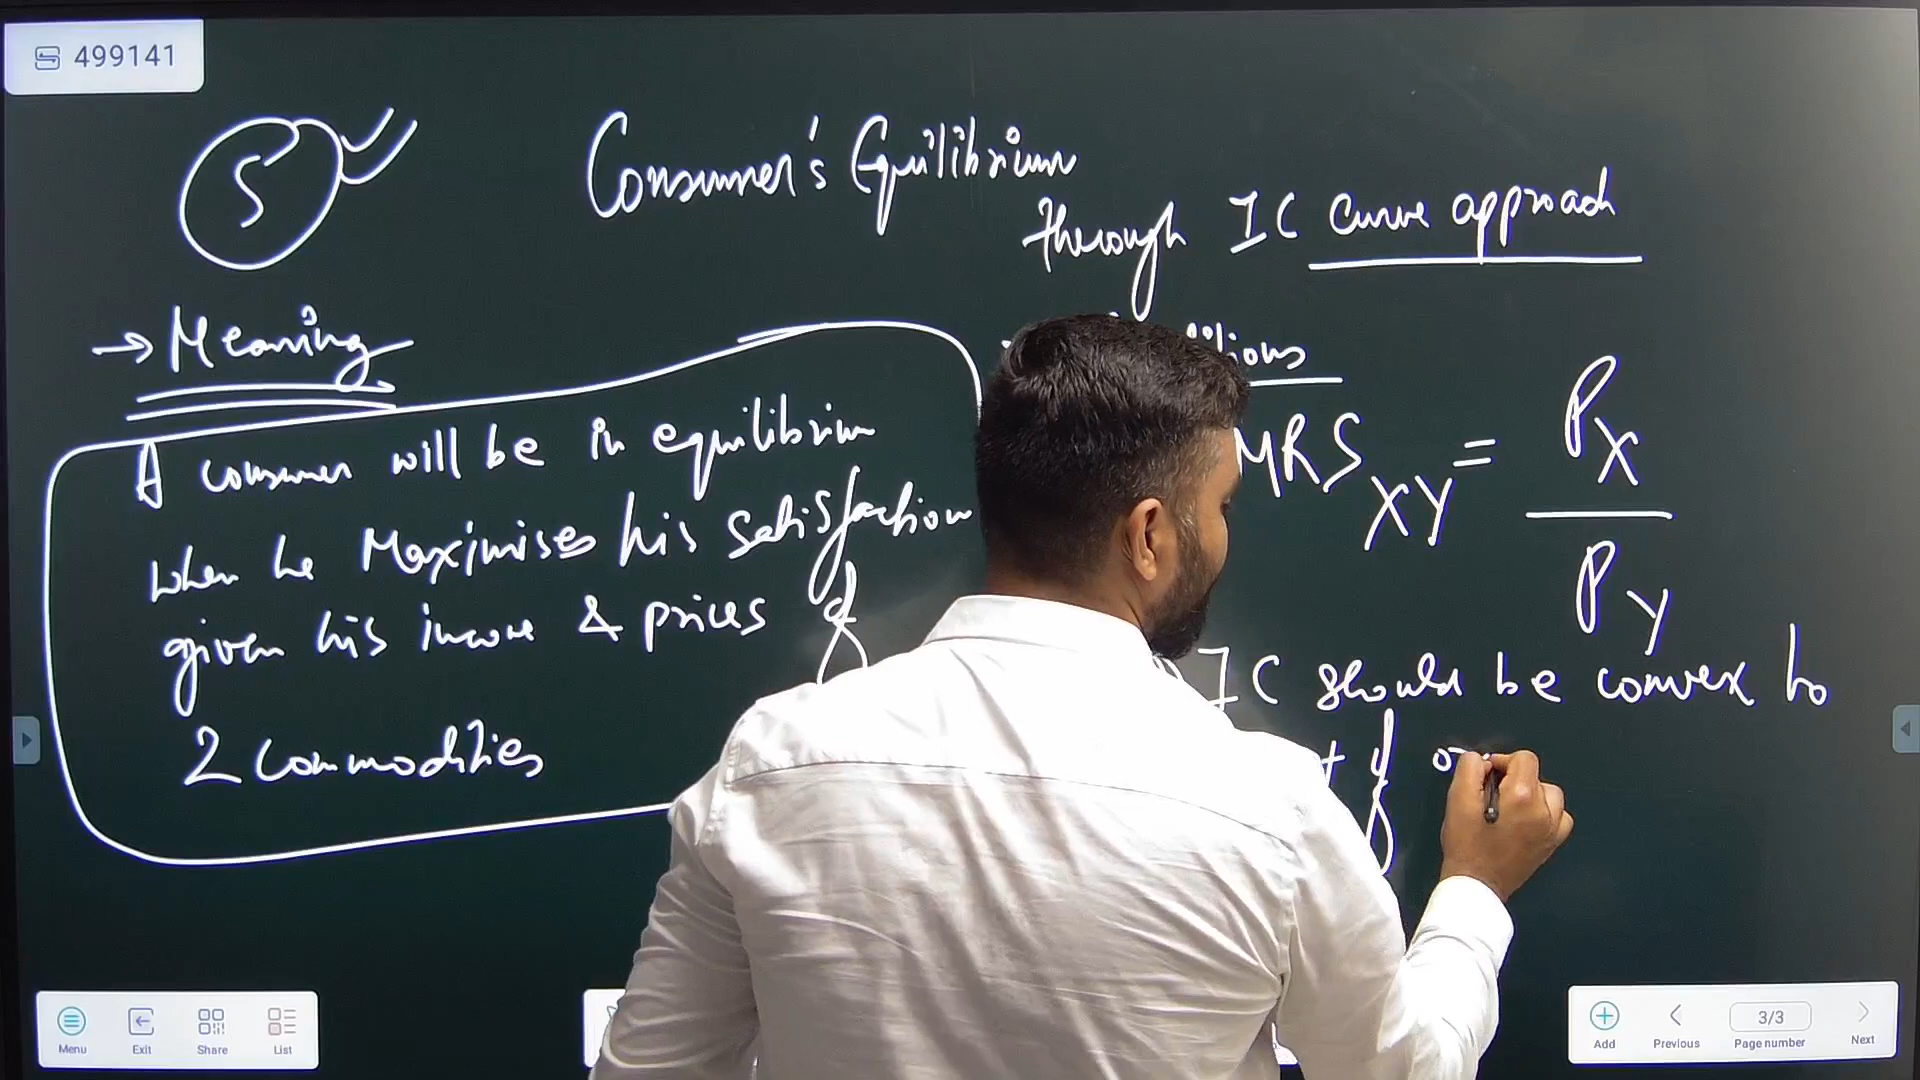 499141
5
Consumer's Equilibrium
through IC curve approach
→ Meaning
A consumer will be in equilibrium
when he Maximises his satisfaction
given his income & prices of
2 commodities
MRS XY = PX / PY
IC should be convex to
of
Menu Exit Share List
Add Previous 3/3 Page number Next